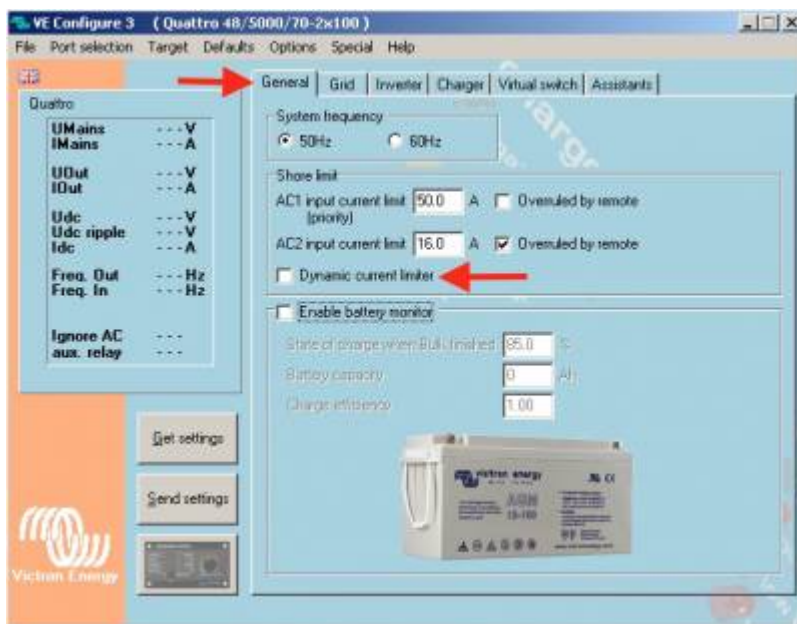 VE Configure 3 ( Quattro 48/5000/70-2x100 )
File Port selection Target Defaults Options Special Help
General Grid Inverter Charger Virtual switch Assistants
Quattro
UMains - - - V
IMains - - - A
UOut - - - V
IOut - - - A
Udc - - - V
Udc ripple - - - V
Idc - - - A
Freq. Out - - - Hz
Freq. In - - - Hz
Ignore AC - - -
aux. relay - - -
System frequency
50Hz 60Hz
Shore limit
AC1 input current limit 50.0 A Overruled by remote
(priority)
AC2 input current limit 16.0 A Overruled by remote
Dynamic current limiter
Enable battery monitor
State of charge when Bulk finished 85.0 %
Battery capacity 0 Ah
Charge efficiency 1.00
Get settings
Send settings
victron energy
Victron Energy